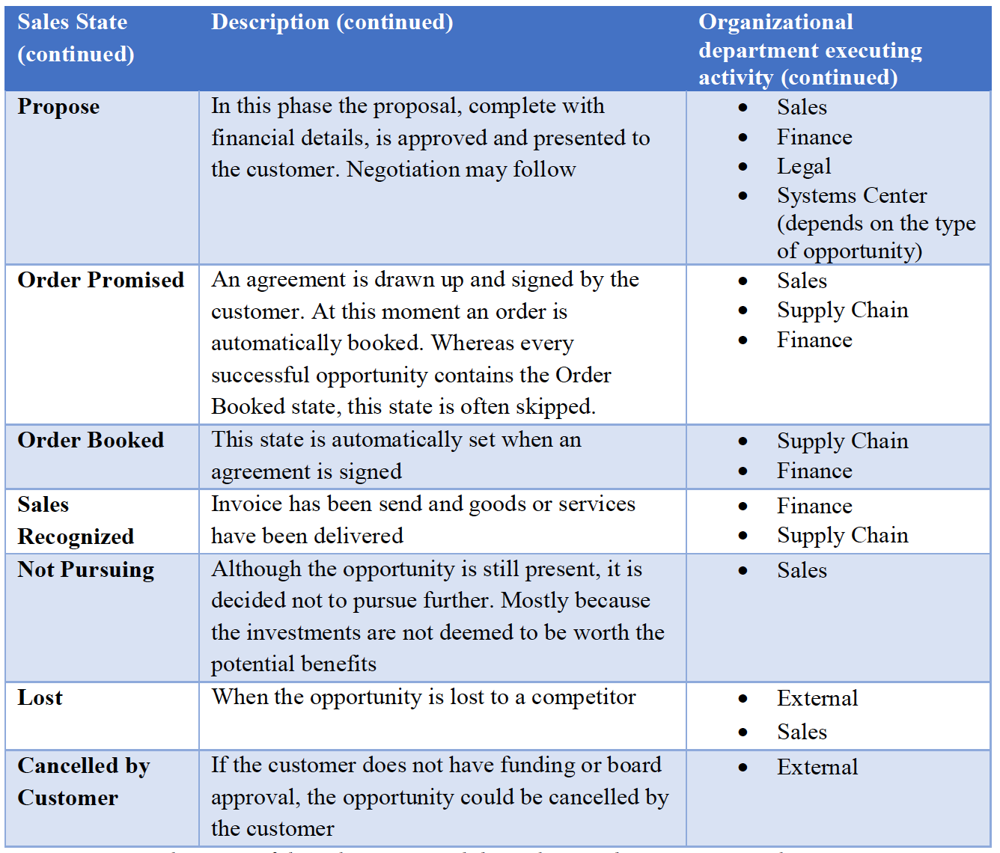 Sales State
(continued)
Description (continued)
Organizational
department executing
activity (continued)
Propose
In this phase the proposal, complete with
financial details, is approved and presented to
the customer. Negotiation may follow
• Sales
• Finance
• Legal
• Systems Center
(depends on the type
of opportunity)
Order Promised
An agreement is drawn up and signed by the
customer. At this moment an order is
automatically booked. Whereas every
successful opportunity contains the Order
Booked state, this state is often skipped.
• Sales
• Supply Chain
• Finance
Order Booked
This state is automatically set when an
agreement is signed
• Supply Chain
• Finance
Sales
Recognized
Invoice has been send and goods or services
have been delivered
• Finance
• Supply Chain
Not Pursuing
Although the opportunity is still present, it is
decided not to pursue further. Mostly because
the investments are not deemed to be worth the
potential benefits
• Sales
Lost
When the opportunity is lost to a competitor
• External
• Sales
Cancelled by
Customer
If the customer does not have funding or board
approval, the opportunity could be cancelled by
the customer
• External